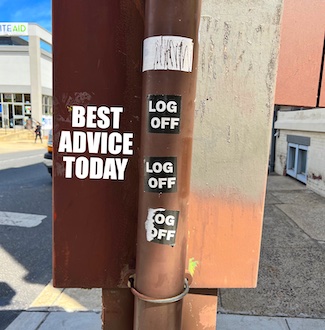 ITE AID
BEST
ADVICE
TODAY
LOG
OFF
LOG
OFF
LOG
OFF